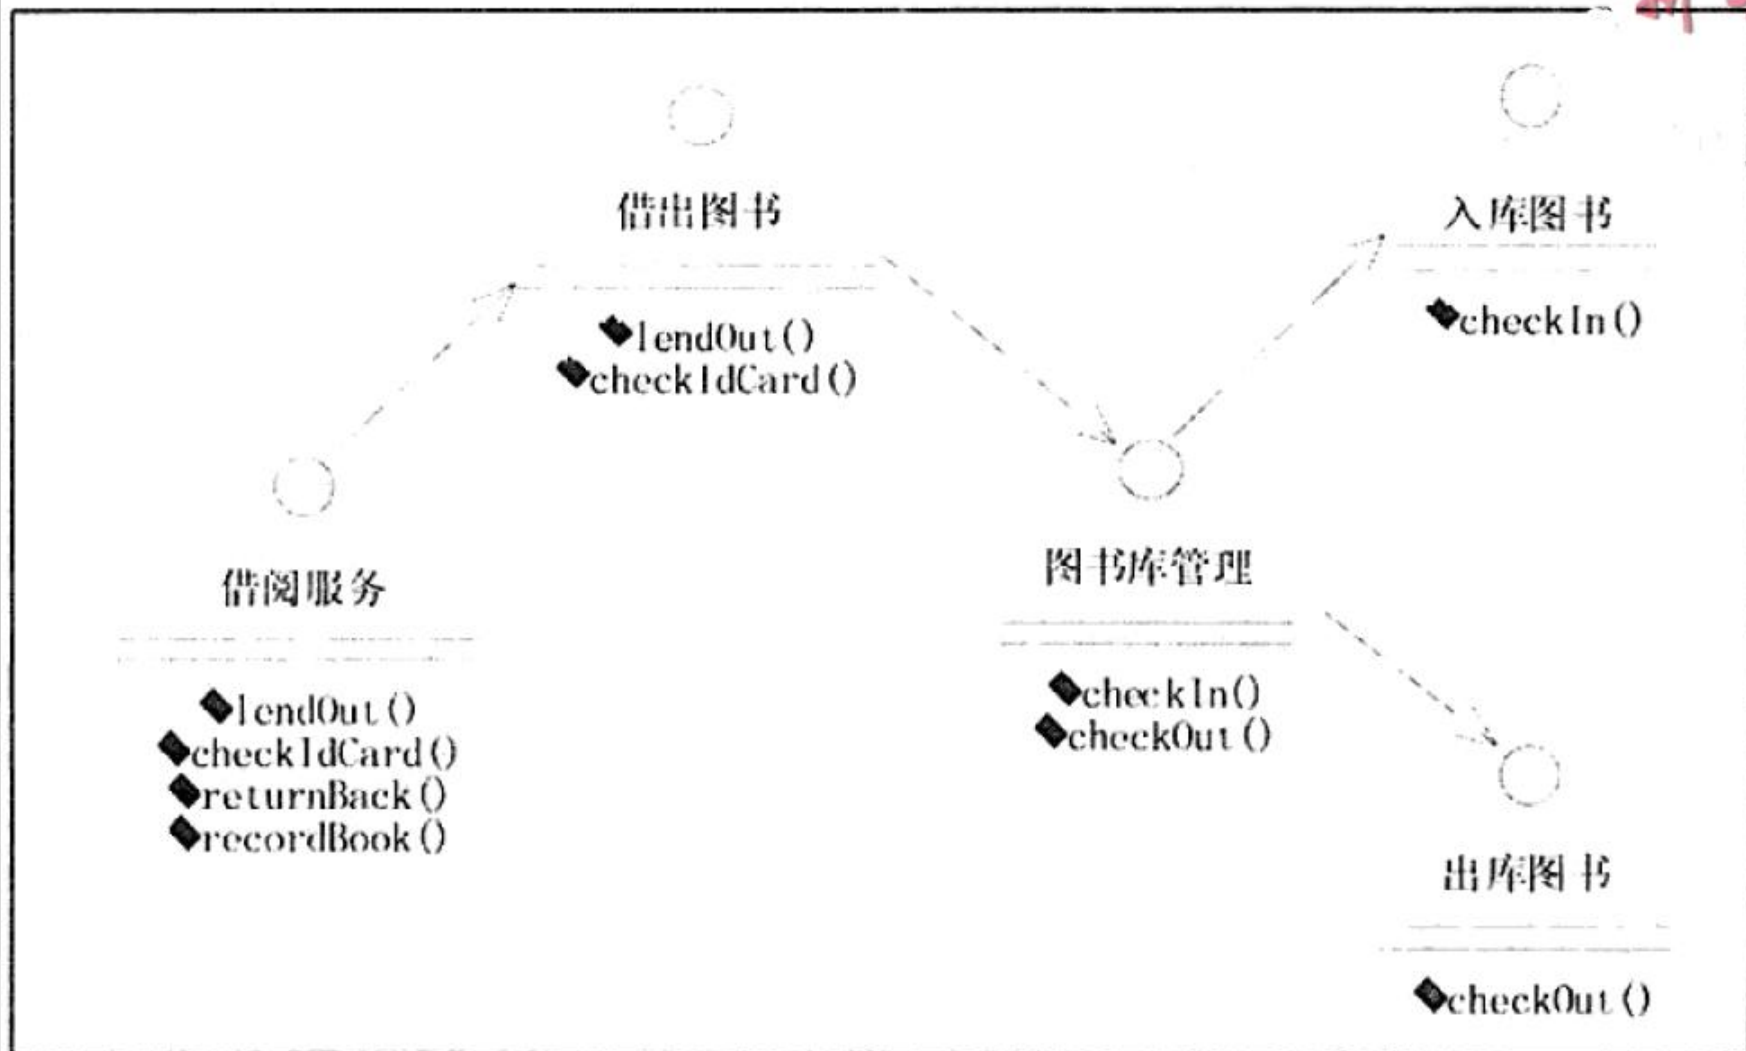 借出图书
lendOut()
checkIdCard()
入库图书
checkIn()
借阅服务
lendOut()
checkIdCard()
returnBack()
recordBook()
图书库管理
checkIn()
checkOut()
出库图书
checkOut()